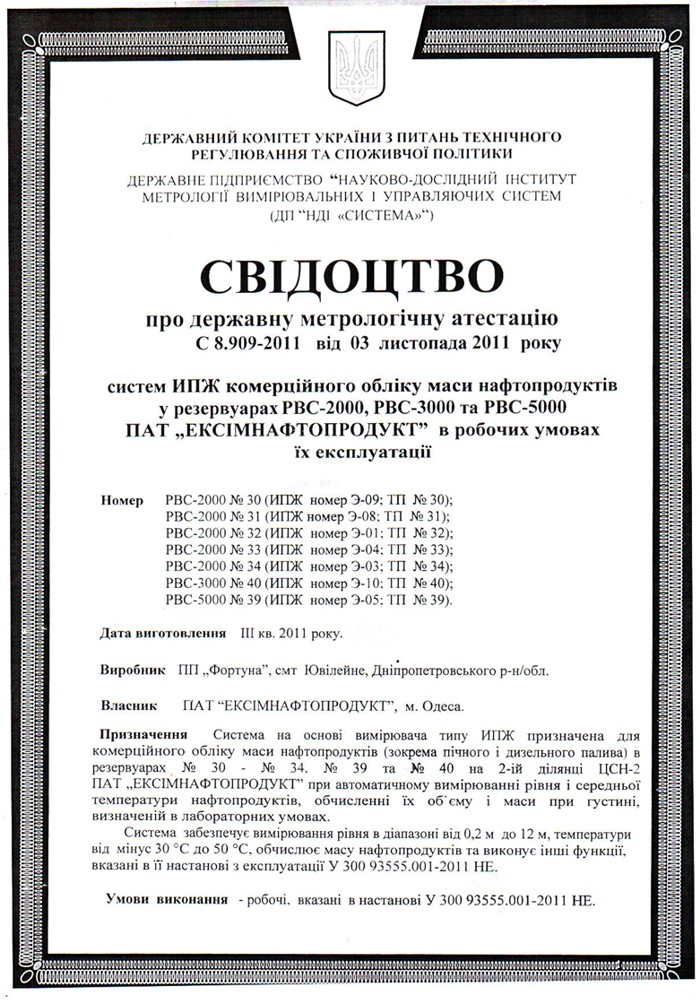 ДЕРЖАВНИЙ КОМІТЕТ УКРАЇНИ З ПИТАНЬ ТЕХНІЧНОГО
РЕГУЛЮВАННЯ ТА СПОЖИВЧОЇ ПОЛІТИКИ
ДЕРЖАВНЕ ПІДПРИЄМСТВО “НАУКОВО-ДОСЛІДНИЙ ІНСТИТУТ
МЕТРОЛОГІЇ ВИМІРЮВАЛЬНИХ І УПРАВЛЯЮЧИХ СИСТЕМ
(ДП “НДІ «СИСТЕМА»“)
СВІДОЦТВО
про державну метрологічну атестацію
С 8.909-2011 від 03 листопада 2011 року
систем ИПЖ комерційного обліку маси нафтопродуктів
у резервуарах РВС-2000, РВС-3000 та РВС-5000
ПАТ „ЕКСІМНАФТОПРОДУКТ” в робочих умовах
їх експлуатації
Номер РВС-2000 № 30 (ИПЖ номер Э-09; ТП № 30);
РВС-2000 № 31 (ИПЖ номер Э-08; ТП № 31);
РВС-2000 № 32 (ИПЖ номер Э-01; ТП № 32);
РВС-2000 № 33 (ИПЖ номер Э-04; ТП № 33);
РВС-2000 № 34 (ИПЖ номер Э-03; ТП № 34);
РВС-3000 № 40 (ИПЖ номер Э-10; ТП № 40);
РВС-5000 № 39 (ИПЖ номер Э-05; ТП № 39).
Дата виготовлення III кв. 2011 року.
Виробник ПП „Фортуна”, смт Ювілейне, Дніпропетровського р-н/обл.
Власник ПАТ “ЕКСІМНАФТОПРОДУКТ”, м. Одеса.
Призначення Система на основі вимірювача типу ИПЖ призначена для
комерційного обліку маси нафтопродуктів (зокрема пічного і дизельного палива) в
резервуарах № 30 - № 34, № 39 та № 40 на 2-ій ділянці ЦСН-2
ПАТ „ЕКСІМНАФТОПРОДУКТ” при автоматичному вимірюванні рівня і середньої
температури нафтопродуктів, обчисленні їх об`єму і маси при густині,
визначеній в лабораторних умовах.
Система забезпечує вимірювання рівня в діапазоні від 0,2 м до 12 м, температури
від мінус 30 °С до 50 °С, обчислює масу нафтопродуктів та виконує інші функції,
вказані в її настанові з експлуатації У 300 93555.001-2011 НЕ.
Умови виконання - робочі, вказані в настанові У 300 93555.001-2011 НЕ.